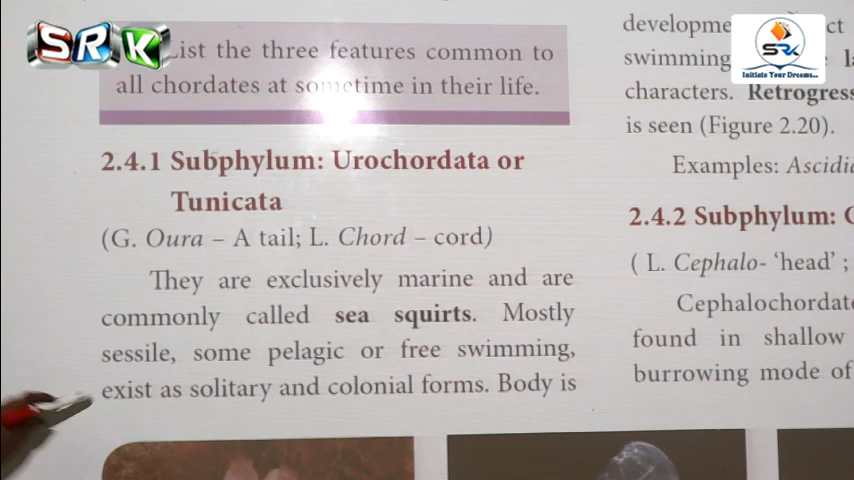 SRK
List the three features common to
all chordates at sometime in their life.
2.4.1 Subphylum: Urochordata or
Tunicata
(G. Oura – A tail; L. Chord – cord)
They are exclusively marine and are
commonly called sea squirts. Mostly
sessile, some pelagic or free swimming,
exist as solitary and colonial forms. Body is
SRK
Initiate Your Dreams...
swimming
characters. Retrogress
is seen (Figure 2.20).
Examples: Ascidia
2.4.2 Subphylum: C
( L. Cephalo- ‘head’ ;
Cephalochordate
found in shallow
burrowing mode of